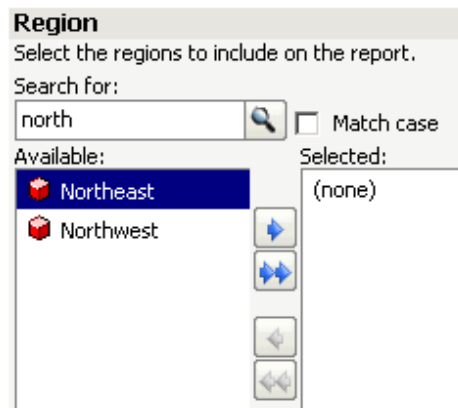 Region
Select the regions to include on the report.
Search for:
north
Match case
Available:
Selected:
Northeast
(none)
Northwest